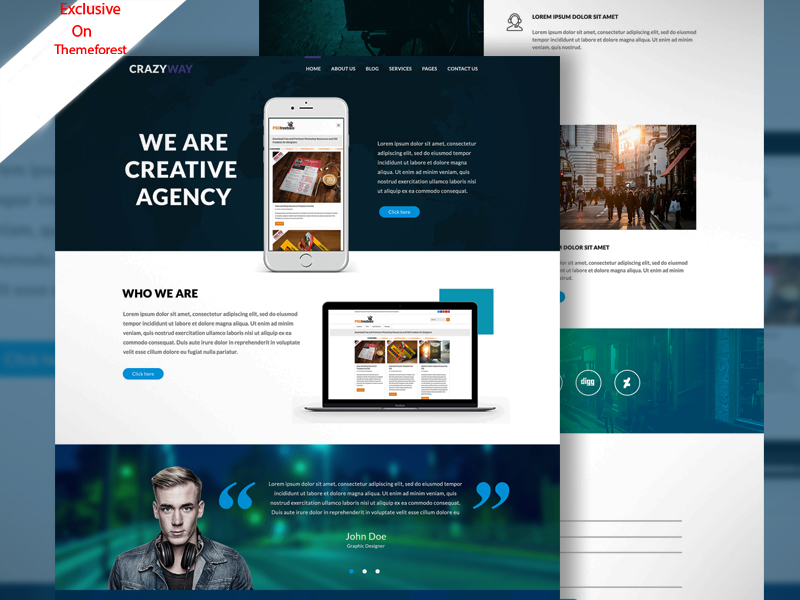 Exclusive
On
Themeforest
CRAZYWAY
HOME ABOUT US BLOG SERVICES PAGES CONTACT US
WE ARE
CREATIVE
AGENCY
Lorem ipsum dolor sit amet, consectetur
adipiscing elit, sed do eiusmod tempor
incididunt ut labore et dolore magna
aliqua. Ut enim ad minim veniam, quis
nostrud exercitation ullamco laboris nisi
ut aliquip ex ea commodo consequat.
Click here
WHO WE ARE
Lorem ipsum dolor sit amet, consectetur adipiscing elit, sed do
eiusmod tempor incididunt ut labore et dolore magna aliqua. Ut enim
ad minim veniam, quis nostrud exercitation ullamco laboris nisi ut aliquip ex ea
commodo consequat. Duis aute irure dolor in reprehenderit in voluptate
velit esse cillum dolore eu fugiat nulla pariatur.
Click here
Lorem ipsum dolor sit amet, consectetur adipiscing elit, sed do eiusmod tempor
incididunt ut labore et dolore magna aliqua. Ut enim ad minim veniam, quis
nostrud exercitation ullamco laboris nisi ut aliquip ex ea commodo consequat.
Duis aute irure dolor in reprehenderit in voluptate velit esse cillum dolore eu
John Doe
Graphic Designer
LOREM IPSUM DOLOR SIT AMET
Lorem ipsum dolor sit amet, consectetur adipiscing elit, sed do
eiusmod tempor incididunt ut labore et dolore magna aliqua. Ut enim ad minim
veniam, quis nostrud.
DOLOR SIT AMET
dolor sit amet, consectetur adipiscing elit, sed do eiusmod tempor
ut labore et dolore magna aliqua. Ut enim ad minim veniam, quis
digg